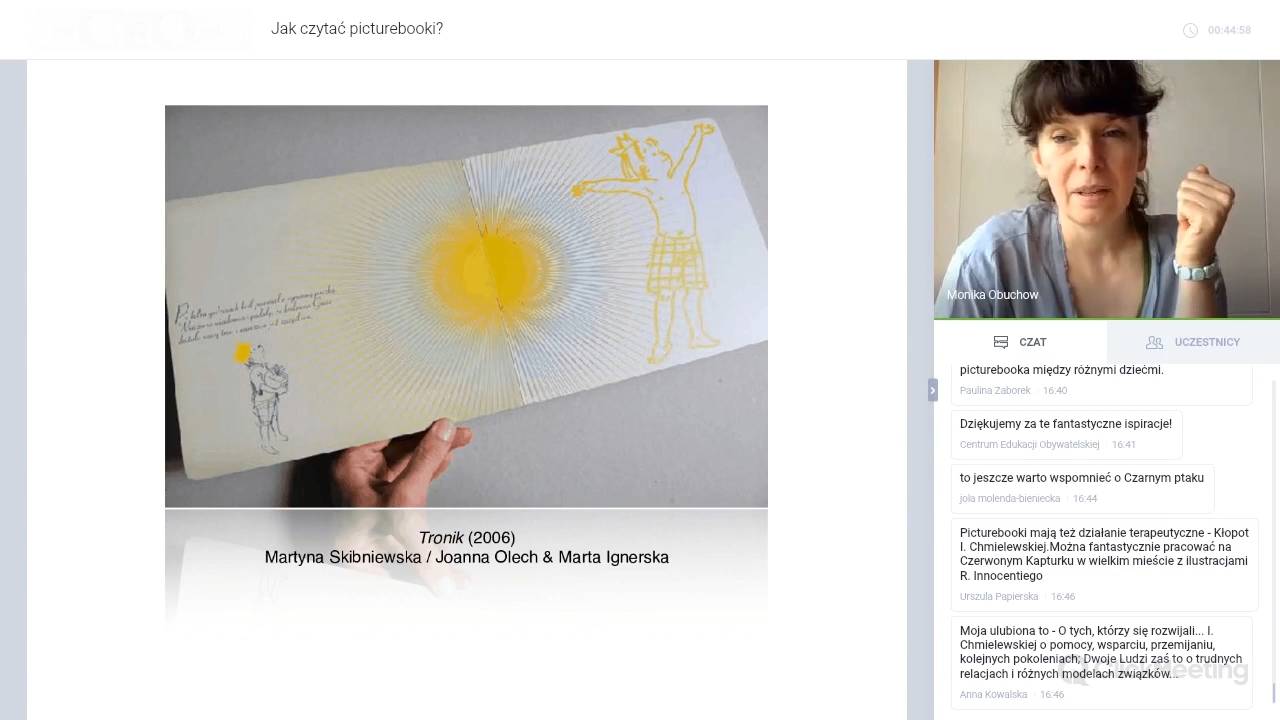 Jak czytać picturebooki?
00:44:58
Tronik (2006)
Martyna Skibniewska / Joanna Olech & Marta Ignerska
Monika Obuchow
CZAT
UCZESTNICY
picturebooka między różnymi dziećmi.
Paulina Zaborek 16:40
Dziękujemy za te fantastyczne ispiracje!
Centrum Edukacji Obywatelskiej 16:41
to jeszcze warto wspomnieć o Czarnym ptaku
jola molenda-bieniecka 16:44
Picturebooki mają też działanie terapeutyczne - Kłopot
I. Chmielewskiej.Można fantastycznie pracować na
Czerwonym Kapturku w wielkim mieście z ilustracjami
R. Innocentiego
Urszula Papierska 16:46
Moja ulubiona to - O tych, którzy się rozwijali... I.
Chmielewskiej o pomocy, wsparciu, przemijaniu,
kolejnych pokoleniach; Dwoje Ludzi zaś to o trudnych
relacjach i różnych modelach związków...
Anna Kowalska 16:46
ClickMeeting